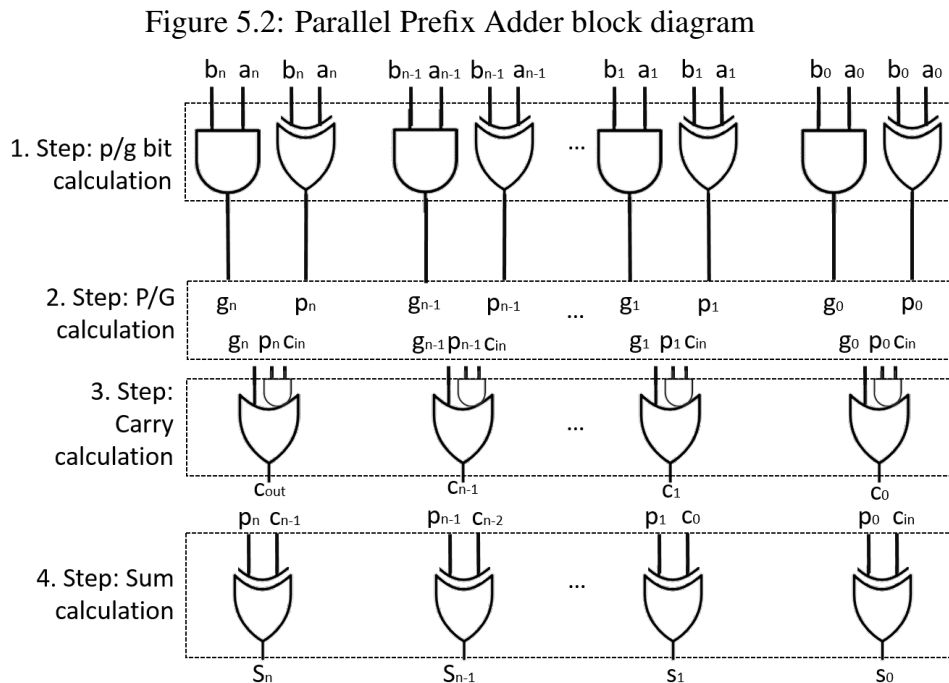 Figure 5.2: Parallel Prefix Adder block diagram
bn an bn an bn-1 an-1 bn-1 an-1 b1 a1 b1 a1 b0 a0 b0 a0
1. Step: p/g bit
calculation
...
2. Step: P/G
calculation
gn pn gn-1 pn-1 ... g1 p1 g0 p0
gn pn cin gn-1 pn-1 cin g1 p1 cin g0 p0 cin
3. Step:
Carry
calculation
...
cout cn-1 c1 c0
pn cn-1 pn-1 cn-2 p1 c0 p0 cin
4. Step: Sum
calculation
...
Sn Sn-1 s1 s0